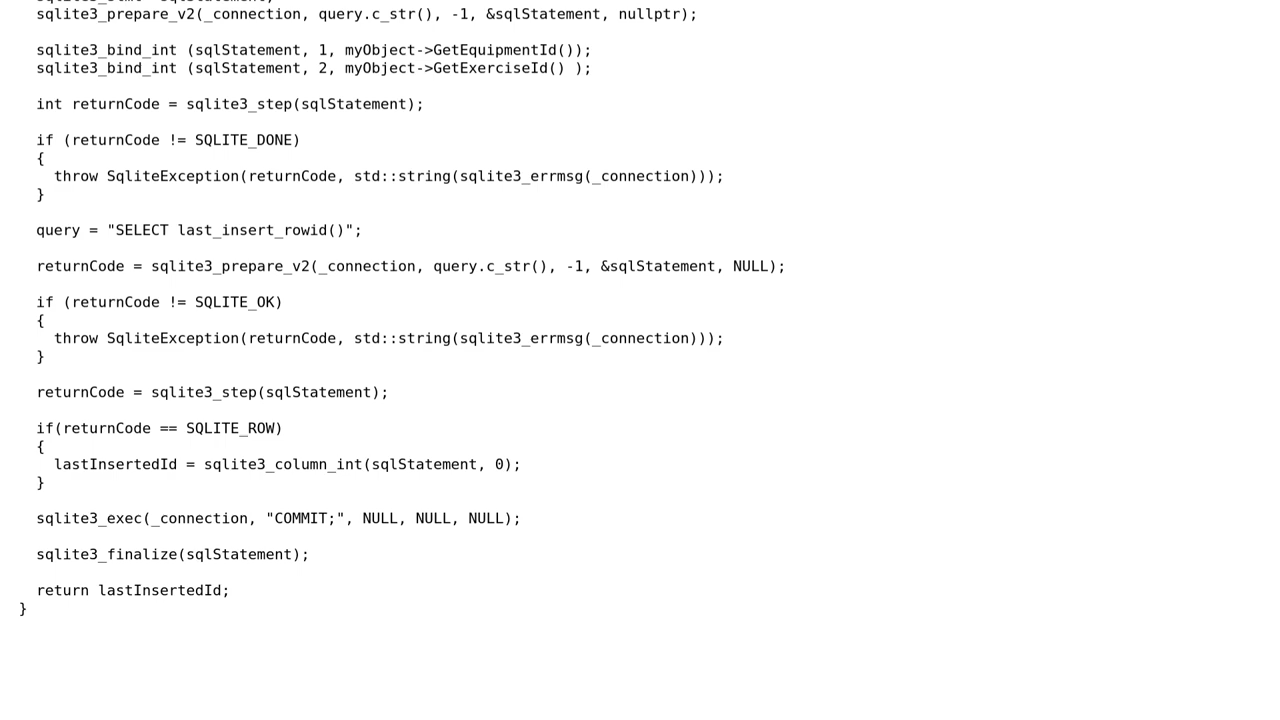 sqlite3_prepare_v2(_connection, query.c_str(), -1, &sqlStatement, nullptr);
sqlite3_bind_int (sqlStatement, 1, myObject->GetEquipmentId());
sqlite3_bind_int (sqlStatement, 2, myObject->GetExerciseId() );
int returnCode = sqlite3_step(sqlStatement);
if (returnCode != SQLITE_DONE)
{
throw SqliteException(returnCode, std::string(sqlite3_errmsg(_connection)));
}
query = "SELECT last_insert_rowid()";
returnCode = sqlite3_prepare_v2(_connection, query.c_str(), -1, &sqlStatement, NULL);
if (returnCode != SQLITE_OK)
{
throw SqliteException(returnCode, std::string(sqlite3_errmsg(_connection)));
}
returnCode = sqlite3_step(sqlStatement);
if(returnCode == SQLITE_ROW)
{
lastInsertedId = sqlite3_column_int(sqlStatement, 0);
}
sqlite3_exec(_connection, "COMMIT;", NULL, NULL, NULL);
sqlite3_finalize(sqlStatement);
return lastInsertedId;
}